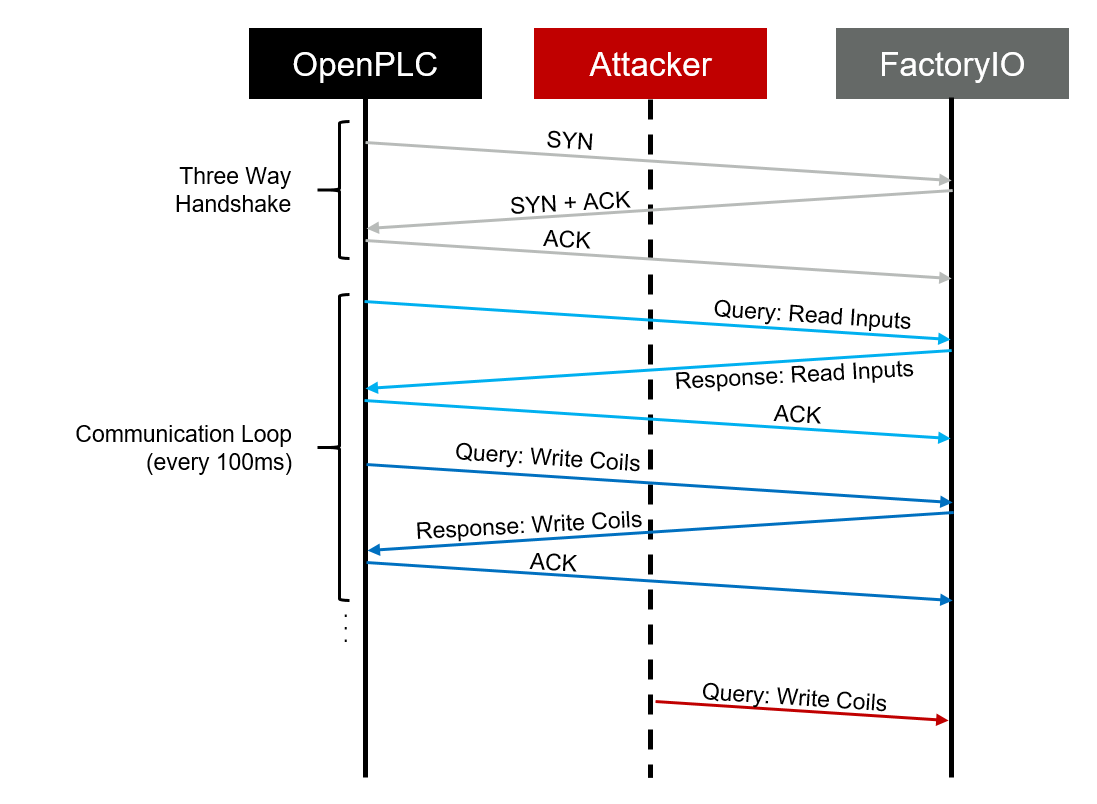 OpenPLC
Attacker
FactoryIO
Three Way
Handshake
SYN
SYN + ACK
ACK
Communication Loop
(every 100ms)
Query: Read Inputs
Response: Read Inputs
ACK
Query: Write Coils
Response: Write Coils
ACK
...
Query: Write Coils